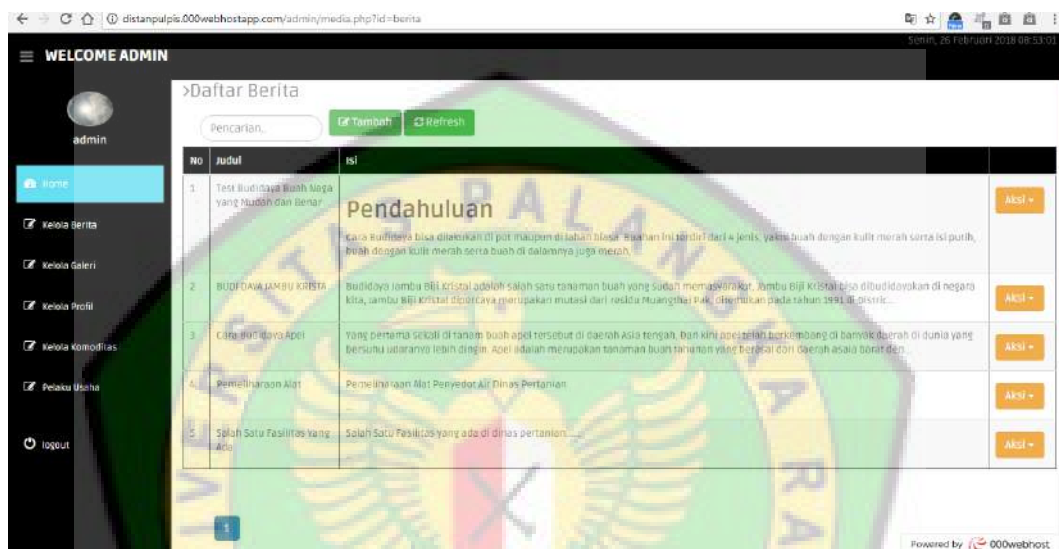 distanpulpis.000webhostapp.com/admin/media.php?id=berita
Senin, 26 Februari 2018 08:53:01
WELCOME ADMIN
>Daftar Berita
Pencarian..
Tambah
Refresh
admin
No Judul Isi
Home
1 Test Budidaya Buah Naga
yang Mudah dan Benar
Pendahuluan
Aksi
Cara Budidaya bisa dilakukan di pot maupun di lahan biasa. Buahan ini terdiri dari 4 jenis, yakni buah dengan kulit merah serta isi putih,
buah dengan kulit merah serta buah di dalamnya juga merah,
Kelola Berita
Kelola Galeri
2 BUDIDAYA JAMBU KRISTA
Budidaya Jambu Biji Kristal adalah salah satu tanaman buah yang sudah memasyarakat. Jambu Biji Kristal bisa dibudidayakan di negara
kita, Jambu Biji Kristal dipercaya merupakan mutasi dari residu Muangthai Pak, ditemukan pada tahun 1991 di Distric...
Aksi
Kelola Profil
3 Cara Budidaya Apel
Yang pertama sekali di tanam buah apel tersebut di daerah Asia tengah, Dan kini apel telah berkembang di banyak daerah di dunia yang
bersuhu udaranya lebih dingin. Apel adalah merupakan tanaman buah tahunan yang berasal dari daerah asaia barat den...
Aksi
Kelola Komoditas
4 Pemeliharaan Alat
Pemeliharaan Alat Penyedot Air Dinas Pertanian
Aksi
Pelaku Usaha
5 Salah Satu Fasilitas Yang
Ada
Salah Satu Fasilitas yang ada di dinas pertanian......
Aksi
logout
1
Powered by 000webhost
PALANGKA RA
VERSITAS